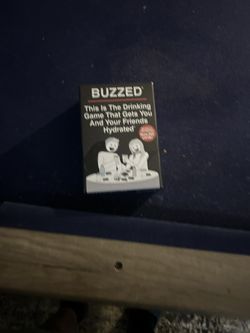 BUZZED
This Is The Drinking
Game That Gets You
And Your Friends
Hydrated